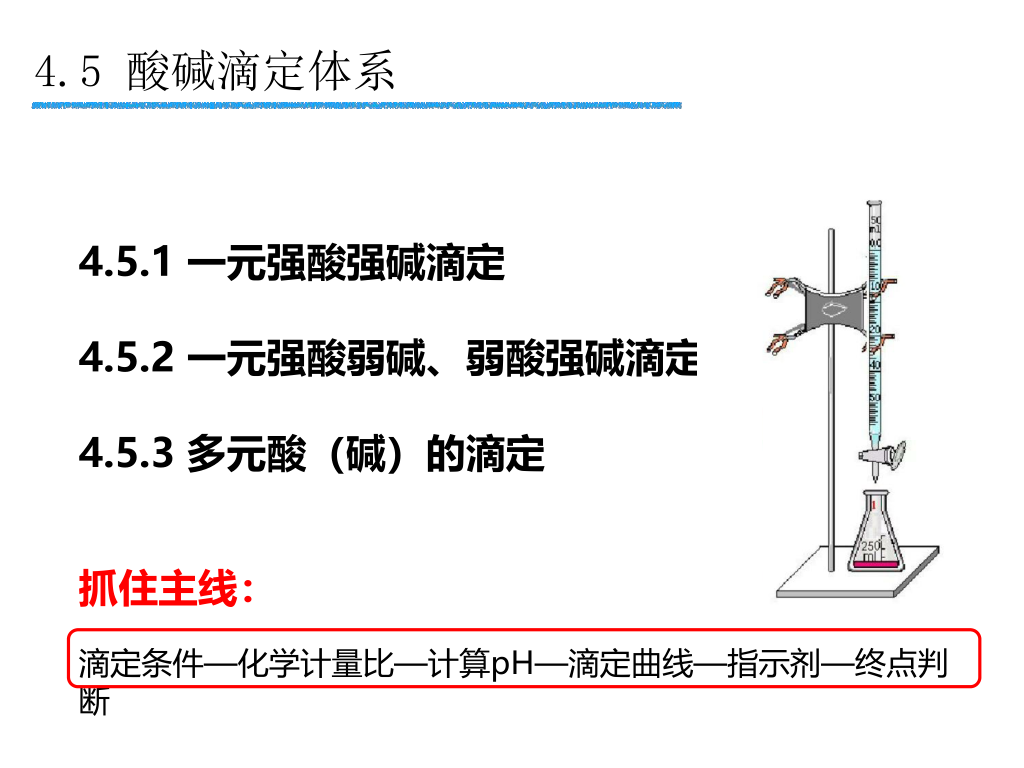 4.5 酸碱滴定体系
4.5.1 一元强酸强碱滴定
4.5.2 一元强酸弱碱、弱酸强碱滴定
4.5.3 多元酸（碱）的滴定
抓住主线：
滴定条件—化学计量比—计算pH—滴定曲线—指示剂—终点判
断
50
ml
0.0
10
20
40
50
1
250
ml